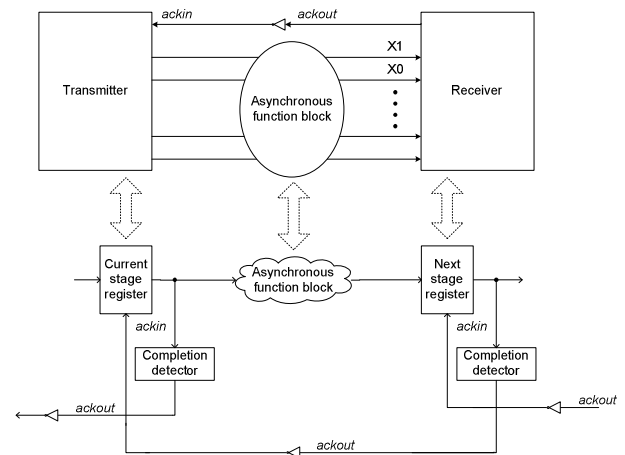 ackin
ackout
X1
X0
Transmitter
Asynchronous
function block
Receiver
Current
stage
register
Asynchronous
function block
Next
stage
register
ackin
ackin
Completion
detector
Completion
detector
ackout
ackout
ackout